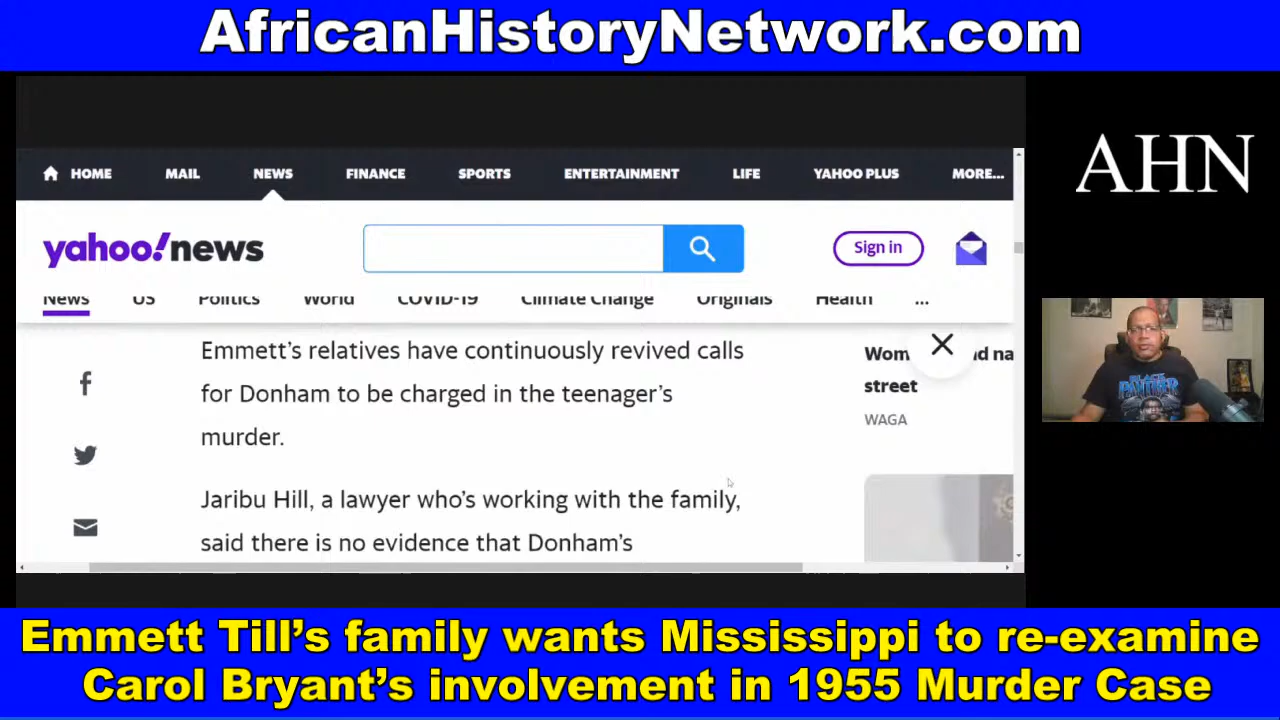 AfricanHistoryNetwork.com
AHN
HOME MAIL NEWS FINANCE SPORTS ENTERTAINMENT LIFE YAHOO PLUS MORE...
yahoo!news
Sign in
News US Politics World COVID-19 Climate Change Originals Health ...
Emmett's relatives have continuously revived calls
for Donham to be charged in the teenager's
murder.
Jaribu Hill, a lawyer who's working with the family,
said there is no evidence that Donham's
street
WAGA
BLACK PANTHER
Emmett Till's family wants Mississippi to re-examine
Carol Bryant's involvement in 1955 Murder Case